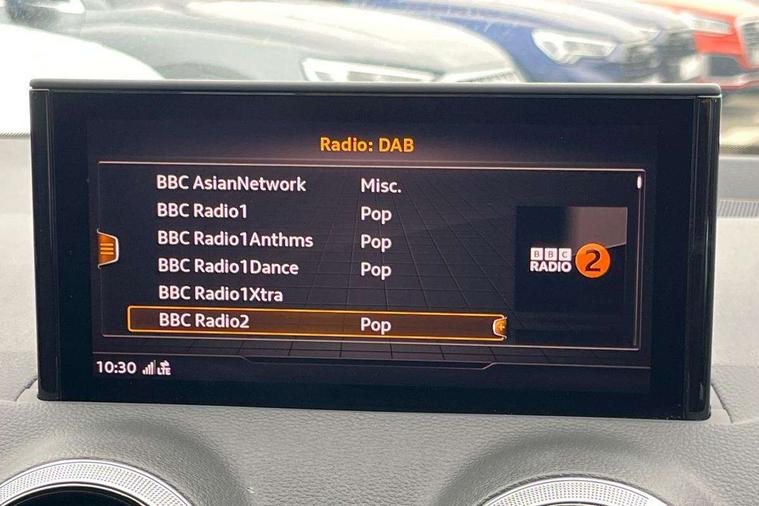 Radio: DAB
BBC AsianNetwork Misc.
BBC Radio1 Pop
BBC Radio1Anthms Pop
BBC Radio1Dance Pop
BBC Radio1Xtra
BBC Radio2 Pop
BBC
RADIO 2
10:30 LTE